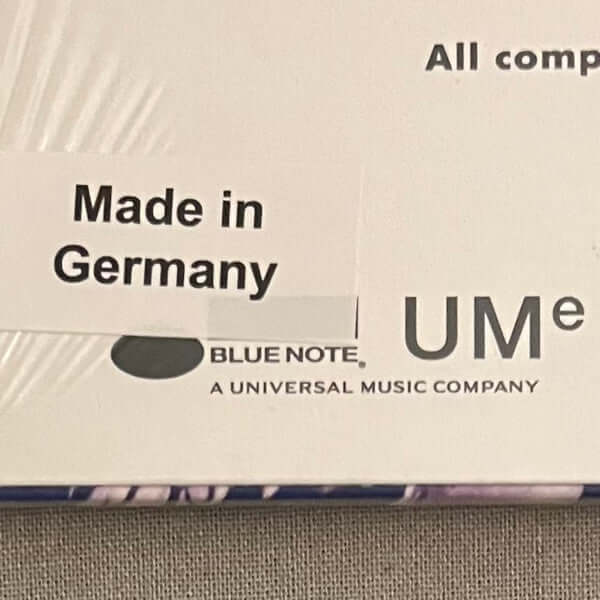 All comp
Made in
Germany
BLUE NOTE®
UMe
A UNIVERSAL MUSIC COMPANY